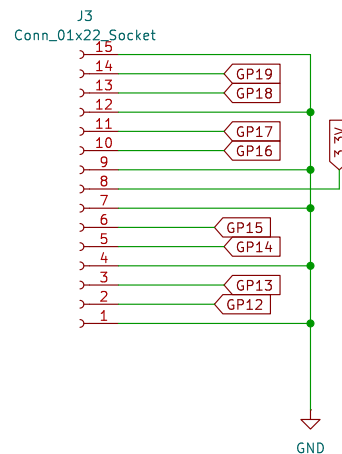 J3
Conn_01x22_Socket
15
14 GP19
13 GP18
12
11 GP17
10 GP16
9
8 3.3V
7
6 GP15
5 GP14
4
3 GP13
2 GP12
1
GND